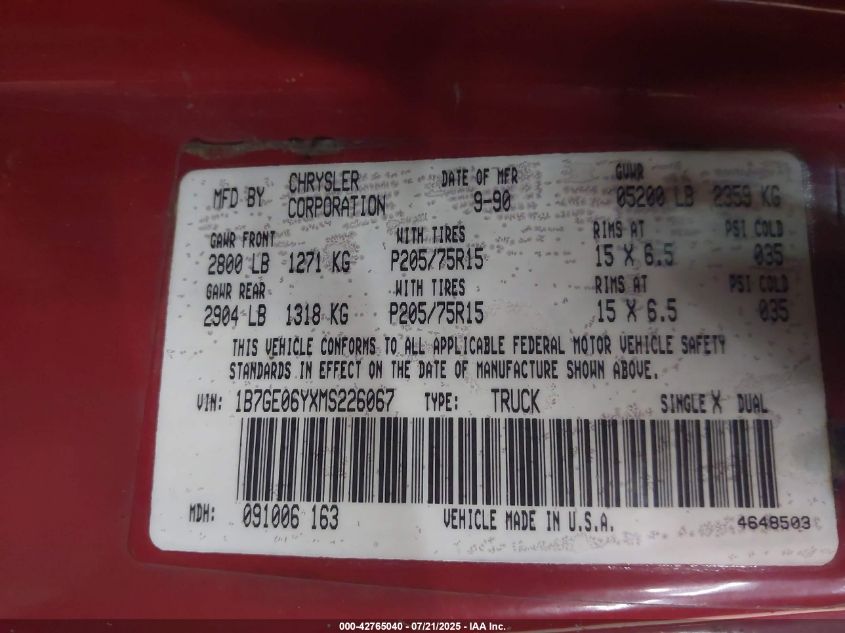 MFD BY CHRYSLER CORPORATION DATE OF MFR 9-90 GVWR 05200 LB 2359 KG
GAWR FRONT WITH TIRES RIMS AT PSI COLD
2800 LB 1271 KG P205/75R15 15 X 6.5 035
GAWR REAR WITH TIRES RIMS AT PSI COLD
2904 LB 1318 KG P205/75R15 15 X 6.5 035
THIS VEHICLE CONFORMS TO ALL APPLICABLE FEDERAL MOTOR VEHICLE SAFETY
STANDARDS IN EFFECT ON THE DATE OF MANUFACTURE SHOWN ABOVE.
VIN: 1B7GE06YXMS226067 TYPE: TRUCK SINGLE X DUAL
MDH: 091006 163 VEHICLE MADE IN U.S.A. 4648503
000-42765040 - 07/21/2025 - IAA Inc.